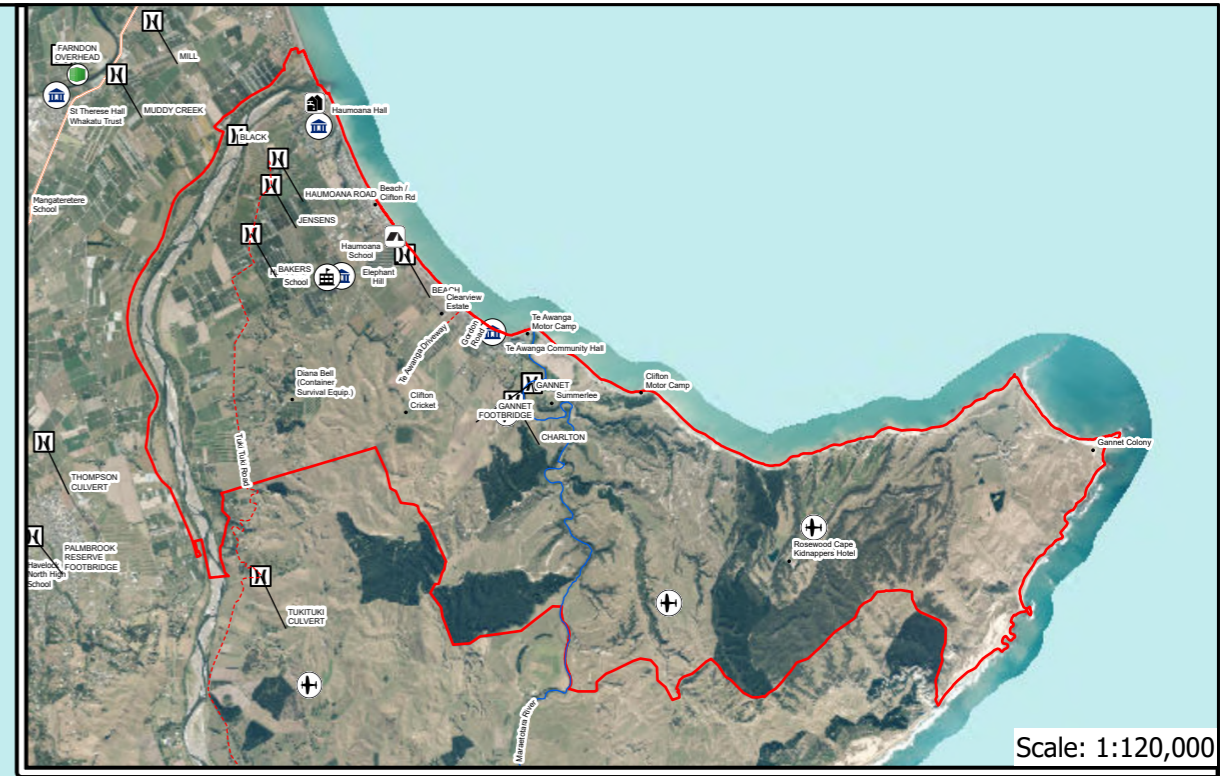 MILL
FARNDON
OVERHEAD
St Therese Hall
Whakatu Trust
MUDDY CREEK
Haumoana Hall
BLACK
Mangateretere
School
HAUMOANA ROAD
Beach /
Clifton Rd
JENSENS
Haumoana
School
BAKERS
School
Elephant
Hill
BEACH
Clearview
Estate
Te Awanga Driveway
Gordon
Road
Te Awanga
Motor Camp
Te Awanga Community Hall
Diana Bell
(Container
Survival Equip.)
Clifton
Cricket
GANNET
Summerlee
GANNET
FOOTBRIDGE
CHARLTON
Clifton
Motor Camp
Gannet Colony
Tuki Tuki Road
THOMPSON
CULVERT
PALMBROOK
RESERVE
FOOTBRIDGE
Havelock
North High
School
TUKITUKI
CULVERT
Rosewood Cape
Kidnappers Hotel
Maraetotara River
Scale: 1:120,000